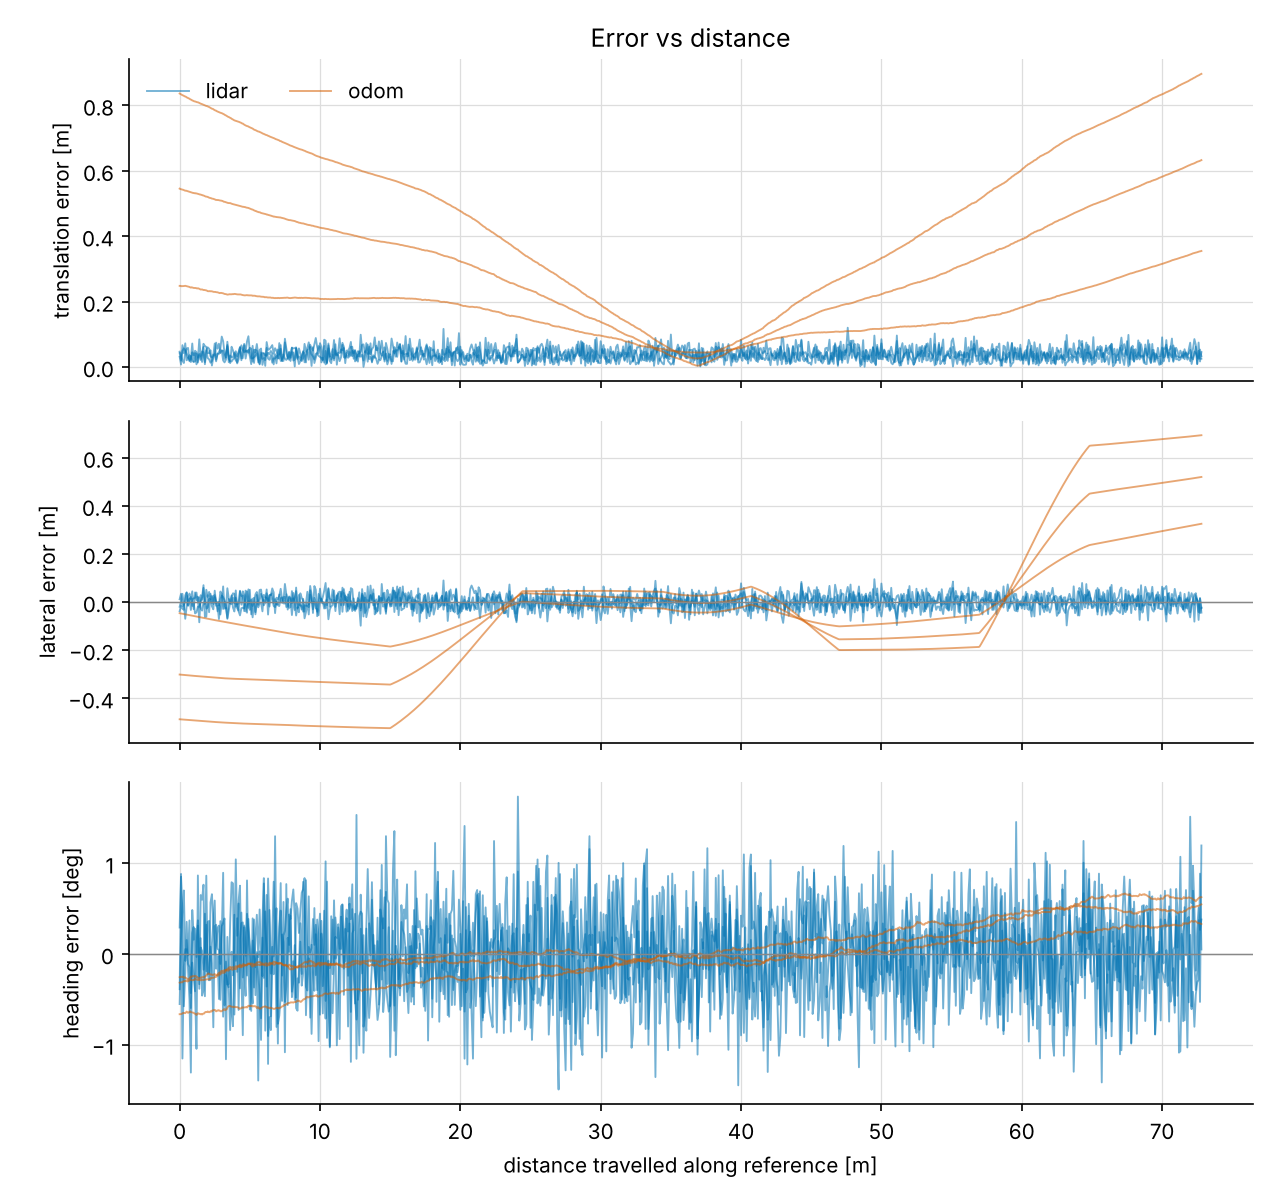 Error vs distance
lidar odom
translation error [m]
0.8
0.6
0.4
0.2
0.0
lateral error [m]
0.6
0.4
0.2
0.0
−0.2
−0.4
heading error [deg]
1
0
−1
0 10 20 30 40 50 60 70
distance travelled along reference [m]